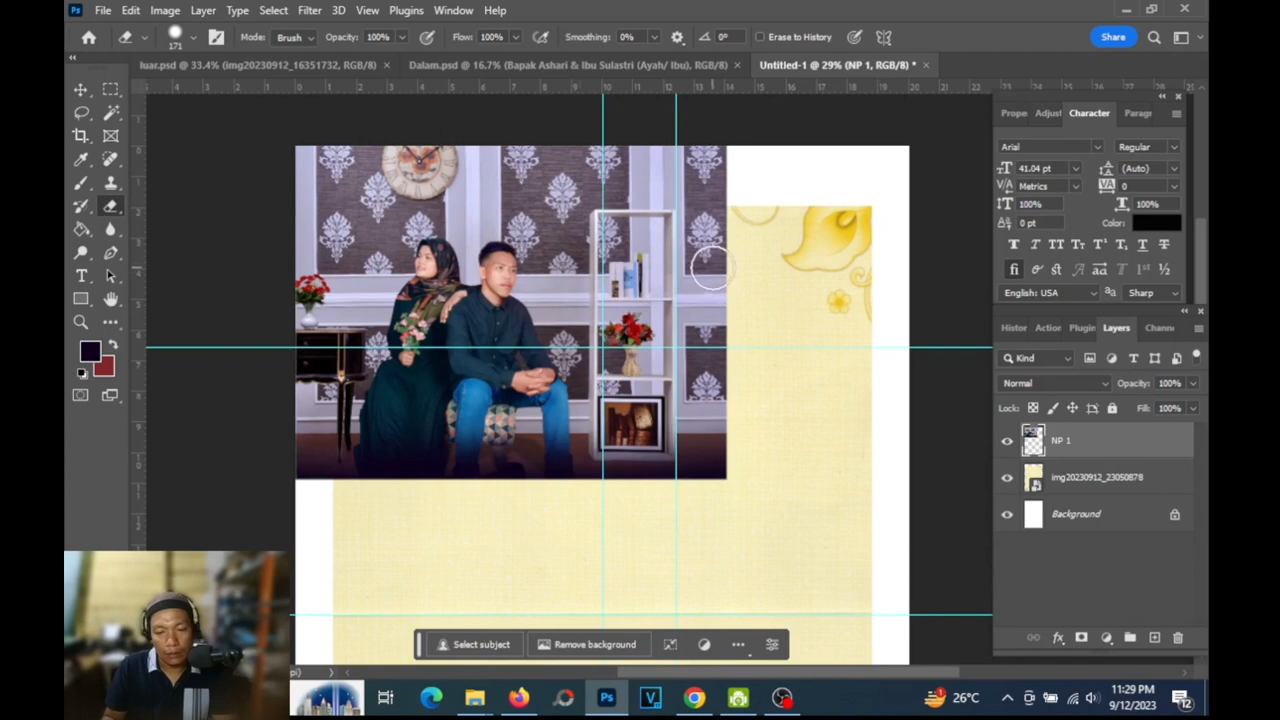 Ps File Edit Image Layer Type Select Filter 3D View Plugins Window Help
171 Mode: Brush Opacity: 100% Flow: 100% Smoothing: 0% 0° Erase to History Share
luar.psd @ 33.4% (img20230912_16351732, RGB/8) × Dalam.psd @ 16.7% (Bapak Ashari & Ibu Sulastri (Ayah/ Ibu), RGB/8) × Untitled-1 @ 29% (NP 1, RGB/8) * ×
Prope Adjust Character Paragr
Arial Regular
41.04 pt (Auto)
Metrics 0
100% 100%
0 pt Color:
English: USA Sharp
Histor Action Plugin Layers Chann
Kind
Normal Opacity: 100%
Lock: Fill: 100%
NP 1
img20230912_23050878
Background
Select subject Remove background
26°C
11:29 PM
9/12/2023
12